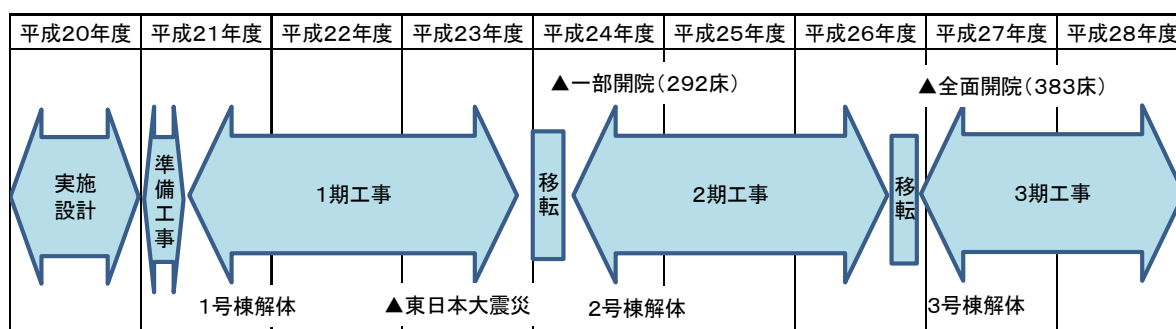 平成20年度 平成21年度 平成22年度 平成23年度 平成24年度 平成25年度 平成26年度 平成27年度 平成28年度
▲一部開院（292床） ▲全面開院（383床）
実施
設計
準備工事
1期工事
移転
2期工事
移転
3期工事
1号棟解体 ▲東日本大震災 2号棟解体 3号棟解体